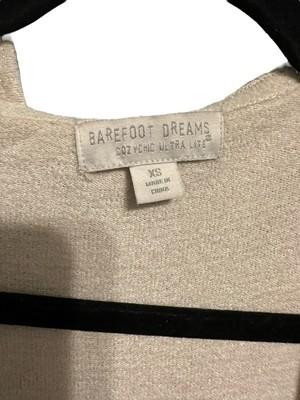 BAREFOOT DREAMS
COZYCHIC ULTRA LITE
XS
MADE IN
CHINA